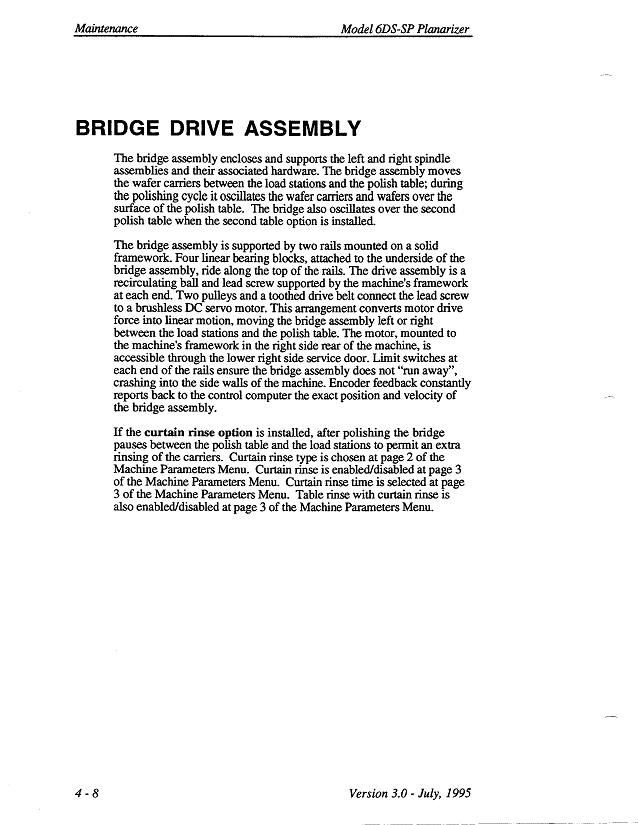 Maintenance Model 6DS-SP Planarizer
BRIDGE DRIVE ASSEMBLY
The bridge assembly encloses and supports the left and right spindle
assemblies and their associated hardware. The bridge assembly moves
the wafer carriers between the load stations and the polish table; during
the polishing cycle it oscillates the wafer carriers and wafers over the
surface of the polish table. The bridge also oscillates over the second
polish table when the second table option is installed.
The bridge assembly is supported by two rails mounted on a solid
framework. Four linear bearing blocks, attached to the underside of the
bridge assembly, ride along the top of the rails. The drive assembly is a
recirculating ball and lead screw supported by the machine's framework
at each end. Two pulleys and a toothed drive belt connect the lead screw
to a brushless DC servo motor. This arrangement converts motor drive
force into linear motion, moving the bridge assembly left or right
between the load stations and the polish table. The motor, mounted to
the machine's framework in the right side rear of the machine, is
accessible through the lower right side service door. Limit switches at
each end of the rails ensure the bridge assembly does not “run away”,
crashing into the side walls of the machine. Encoder feedback constantly
reports back to the control computer the exact position and velocity of
the bridge assembly.
If the curtain rinse option is installed, after polishing the bridge
pauses between the polish table and the load stations to permit an extra
rinsing of the carriers. Curtain rinse type is chosen at page 2 of the
Machine Parameters Menu. Curtain rinse is enabled/disabled at page 3
of the Machine Parameters Menu. Curtain rinse time is selected at page
3 of the Machine Parameters Menu. Table rinse with curtain rinse is
also enabled/disabled at page 3 of the Machine Parameters Menu.
4 - 8 Version 3.0 - July, 1995